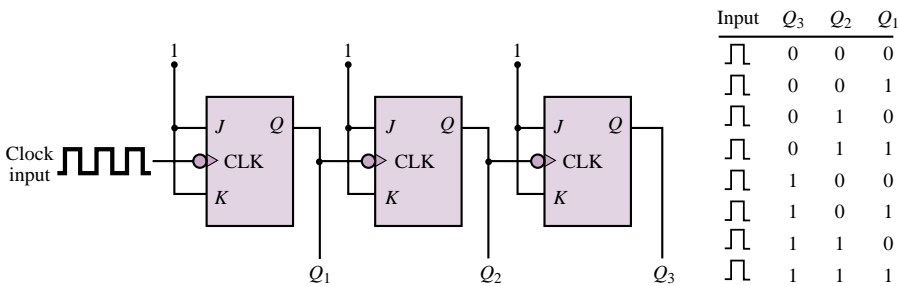 1 1 1
J Q J Q J Q
Clock input
CLK CLK CLK
K K K
Q1 Q2 Q3
Input Q3 Q2 Q1
0 0 0
0 0 1
0 1 0
0 1 1
1 0 0
1 0 1
1 1 0
1 1 1